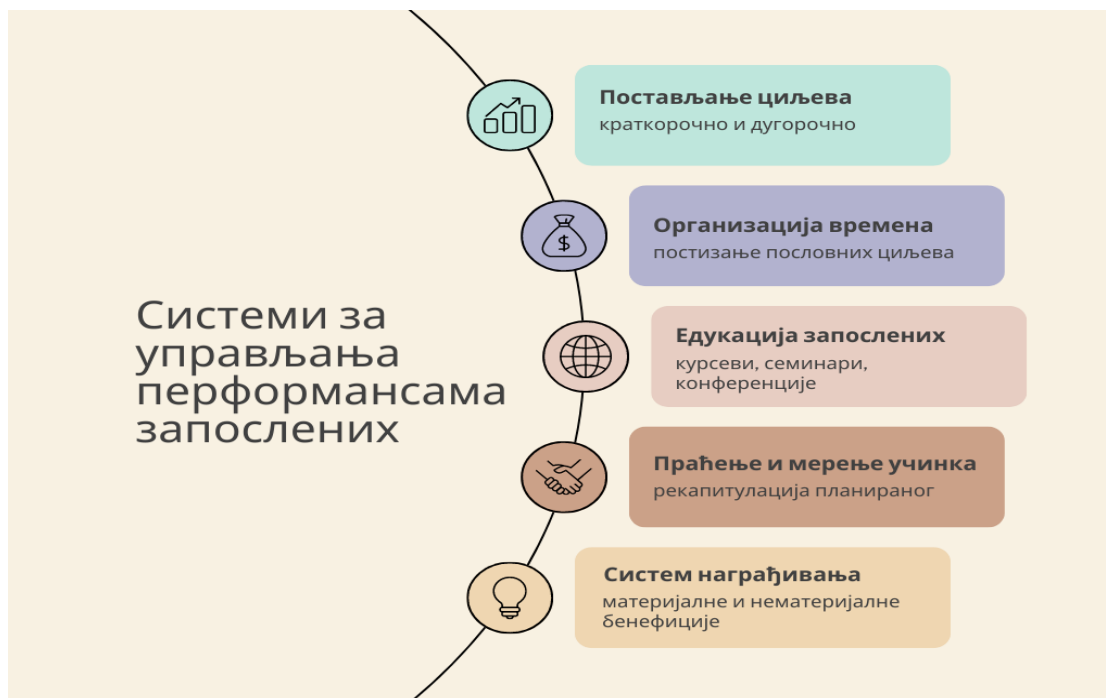 Системи за
управљања
перформансама
запослених
Постављање циљева
краткорочно и дугорочно
Организација времена
постизање пословних циљева
Едукација запослених
курсеви, семинари,
конференције
Праћење и мерење учинка
рекапитулација планираног
Систем награђивања
материјалне и нематеријалне
бенефиције
$